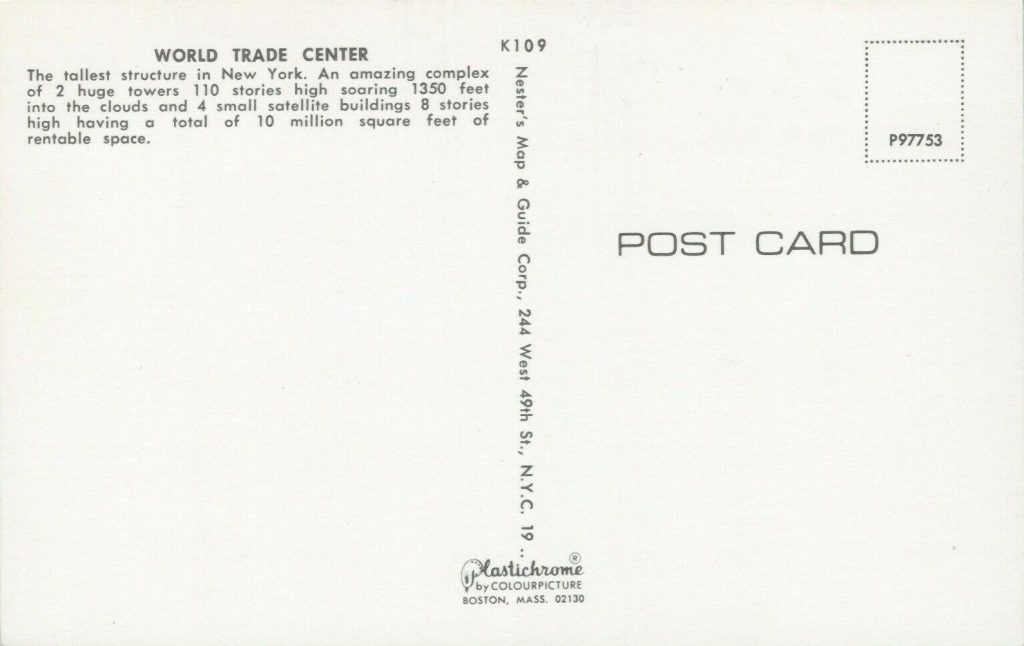 WORLD TRADE CENTER
The tallest structure in New York. An amazing complex
of 2 huge towers 110 stories high soaring 1350 feet
into the clouds and 4 small satellite buildings 8 stories
high having a total of 10 million square feet of
rentable space.
K109
Nester's Map & Guide Corp., 244 West 49th St., N.Y.C. 19 ..
P97753
POST CARD
Plastichrome ®
by COLOURPICTURE
BOSTON, MASS. 02130